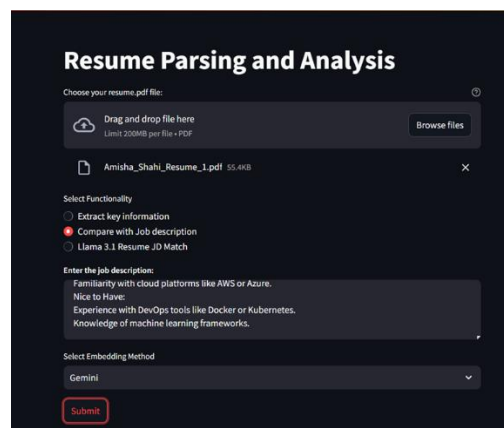 Resume Parsing and Analysis
Choose your resume.pdf file:
Drag and drop file here
Limit 200MB per file • PDF
Browse files
Amisha_Shahi_Resume_1.pdf 55.4KB
Select Functionality
Extract key information
Compare with Job description
Llama 3.1 Resume JD Match
Enter the job description:
Familiarity with cloud platforms like AWS or Azure.
Nice to Have:
Experience with DevOps tools like Docker or Kubernetes.
Knowledge of machine learning frameworks.
Select Embedding Method
Gemini
Submit